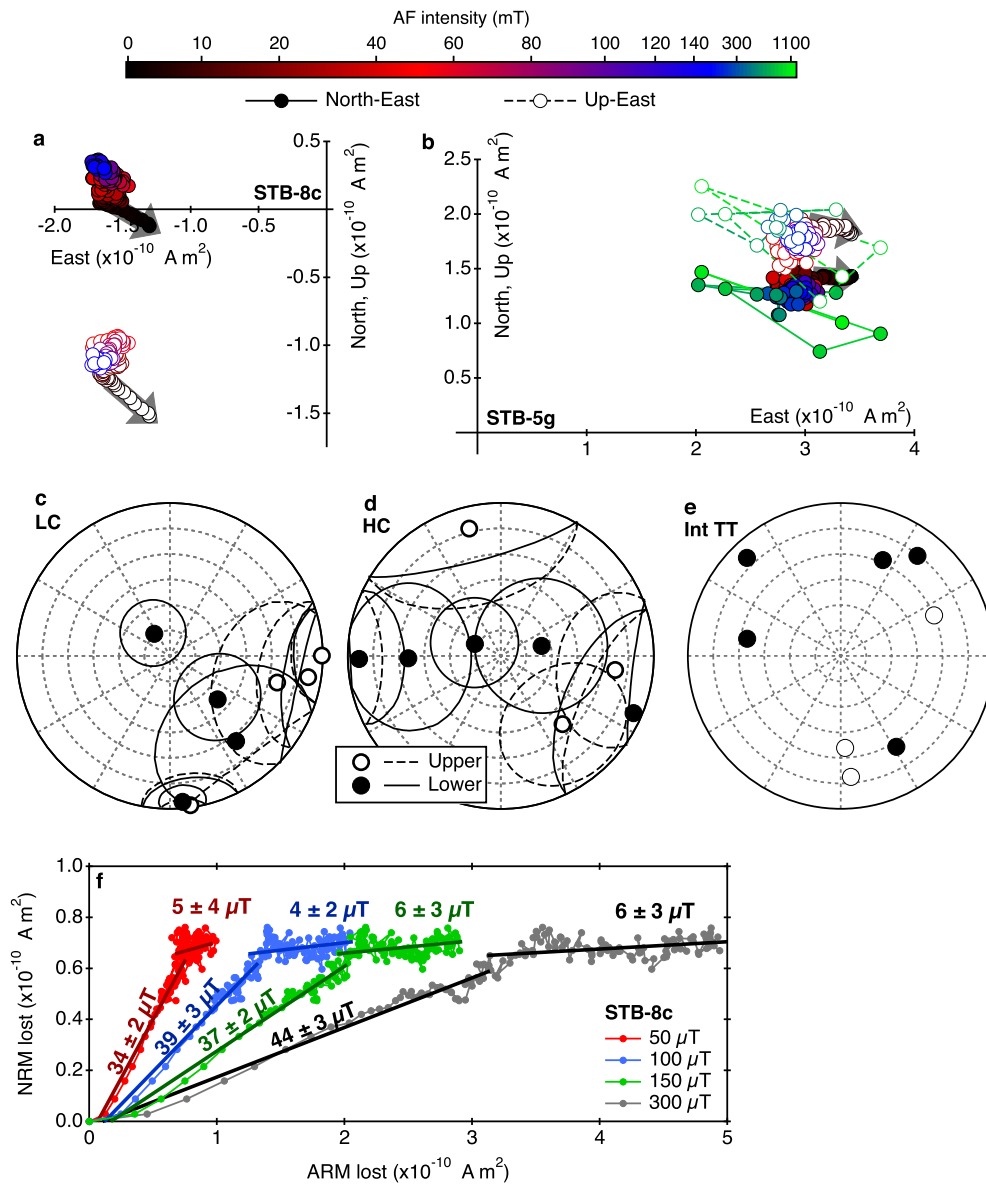 AF intensity (mT)
0 10 20 40 60 80 100 120 140 300 1100
North-East Up-East
a
0.5
STB-8c
-2.0 -1.5 -1.0 -0.5
East (x10⁻¹⁰ A m²)
-0.5
-1.0
-1.5
North, Up (x10⁻¹⁰ A m²)
b
2.5
2.0
1.5
1.0
0.5
North, Up (x10⁻¹⁰ A m²)
East (x10⁻¹⁰ A m²)
STB-5g
1 2 3 4
c
LC
d
HC
e
Int TT
Upper
Lower
f
1.0
0.8
0.6
0.4
0.2
0.0
NRM lost (x10⁻¹⁰ A m²)
5 ± 4 µT
4 ± 2 µT
6 ± 3 µT
6 ± 3 µT
34 ± 2 µT
39 ± 3 µT
37 ± 2 µT
44 ± 3 µT
STB-8c
50 µT
100 µT
150 µT
300 µT
0 1 2 3 4 5
ARM lost (x10⁻¹⁰ A m²)